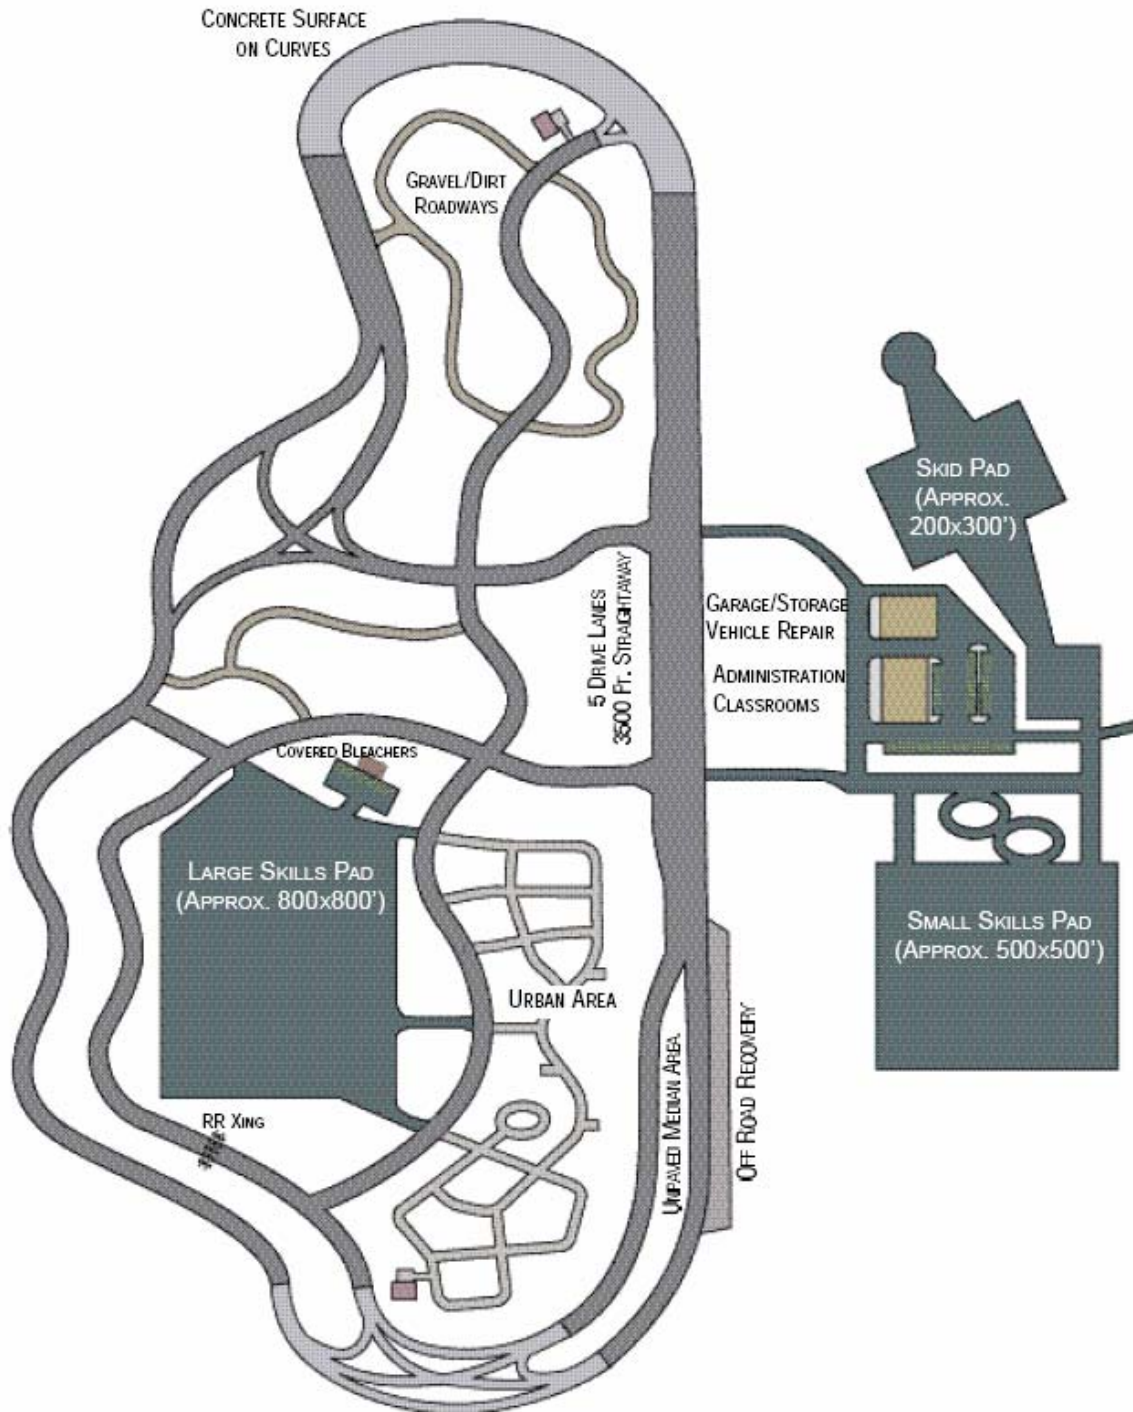 Concrete Surface
on Curves
Gravel/Dirt
Roadways
Skid Pad
(Approx.
200x300')
5 Drive Lanes
3500 Ft. Straightaway
Garage/Storage
Vehicle Repair
Administration
Classrooms
Covered Bleachers
Large Skills Pad
(Approx. 800x800')
Small Skills Pad
(Approx. 500x500')
Urban Area
Unpaved Median Area
Off Road Recovery
RR Xing